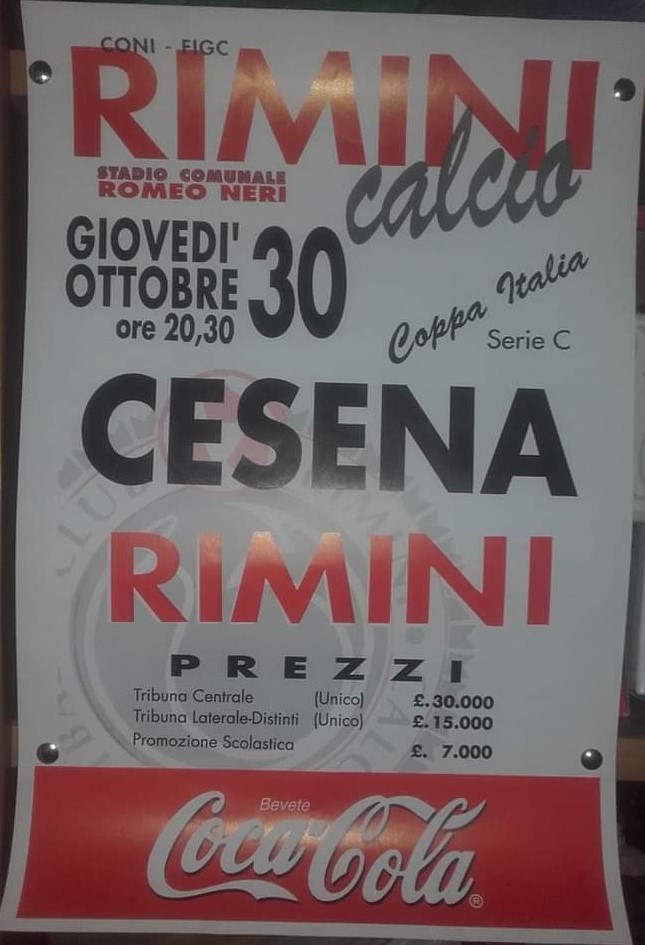 CONI - FIGC
RIMINI
calcio
STADIO COMUNALE
ROMEO NERI
GIOVEDI' 30
OTTOBRE
ore 20,30
Coppa Italia
Serie C
CESENA
RIMINI
PREZZI
Tribuna Centrale (Unico) £.30.000
Tribuna Laterale-Distinti (Unico) £.15.000
Promozione Scolastica £. 7.000
Bevete
Coca-Cola®